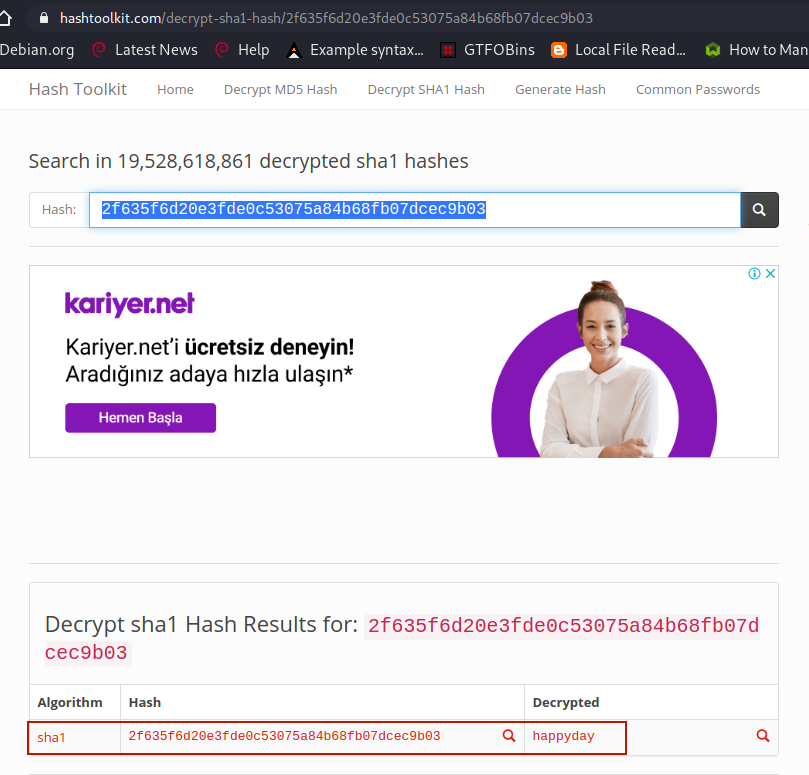 hashtoolkit.com/decrypt-sha1-hash/2f635f6d20e3fde0c53075a84b68fb07dcec9b03
Debian.org Latest News Help Example syntax... GTFOBins Local File Read... How to Man
Hash Toolkit Home Decrypt MD5 Hash Decrypt SHA1 Hash Generate Hash Common Passwords
Search in 19,528,618,861 decrypted sha1 hashes
Hash: 2f635f6d20e3fde0c53075a84b68fb07dcec9b03
kariyer.net
Kariyer.net'i ücretsiz deneyin!
Aradığınız adaya hızla ulaşın*
Hemen Başla
Decrypt sha1 Hash Results for: 2f635f6d20e3fde0c53075a84b68fb07d
cec9b03
Algorithm Hash Decrypted
sha1 2f635f6d20e3fde0c53075a84b68fb07dcec9b03 happyday